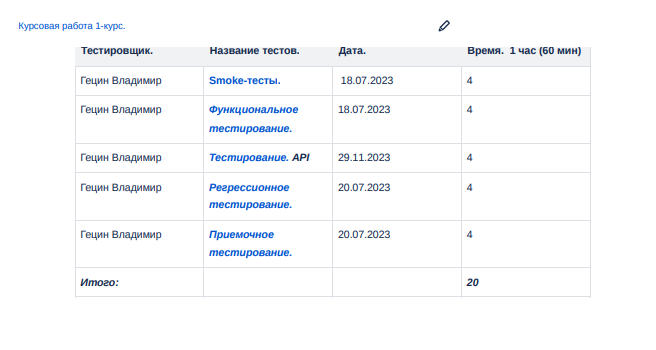 Курсовая работа 1-курс.
Тестировщик. Название тестов. Дата. Время. 1 час (60 мин)
Гецин Владимир Smoke-тесты. 18.07.2023 4
Гецин Владимир Функциональное 18.07.2023 4
тестирование.
Гецин Владимир Тестирование. API 29.11.2023 4
Гецин Владимир Регрессионное 20.07.2023 4
тестирование.
Гецин Владимир Приемочное 20.07.2023 4
тестирование.
Итого: 20